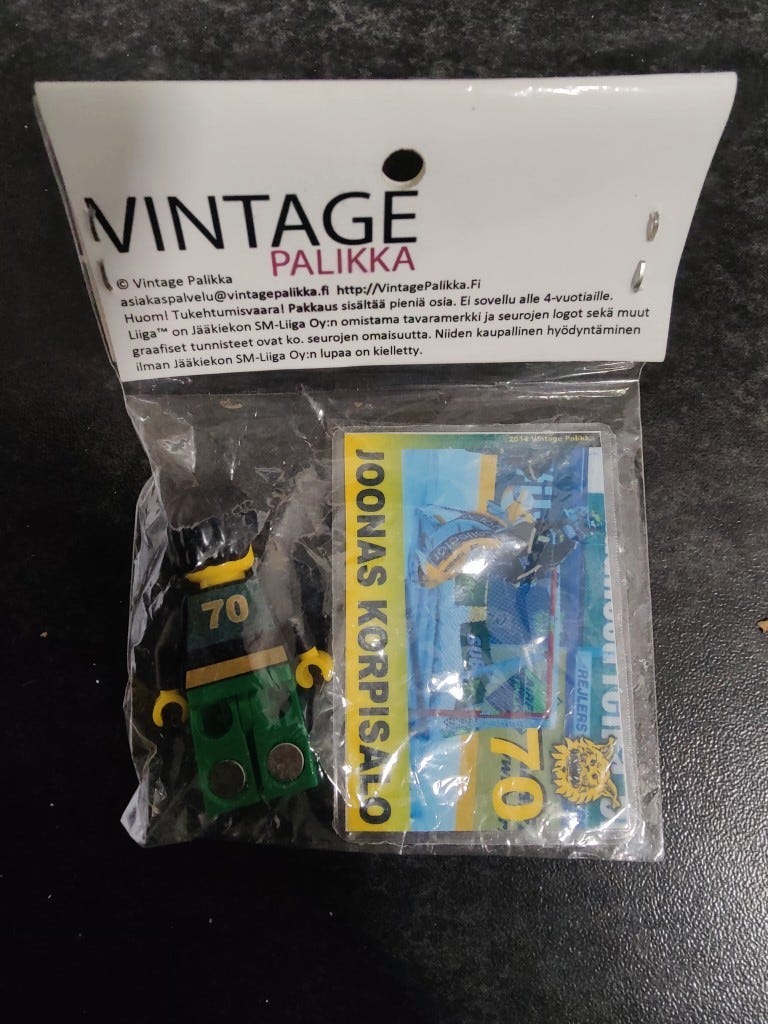 VINTAGE
PALIKKA
© Vintage Palikka
asiakaspalvelu@vintagepalikka.fi http://VintagePalikka.Fi
Huom! Tukehtumisvaara! Pakkaus sisältää pieniä osia. Ei sovellu alle 4-vuotiaille.
Liiga™ on Jääkiekon SM-Liiga Oy:n omistama tavaramerkki ja seurojen logot sekä muut
graafiset tunnisteet ovat ko. seurojen omaisuutta. Niiden kaupallinen hyödyntäminen
ilman Jääkiekon SM-Liiga Oy:n lupaa on kielletty.
2014 Vintage Palikka
JOONAS KORPISALO
70
REJLERS
70